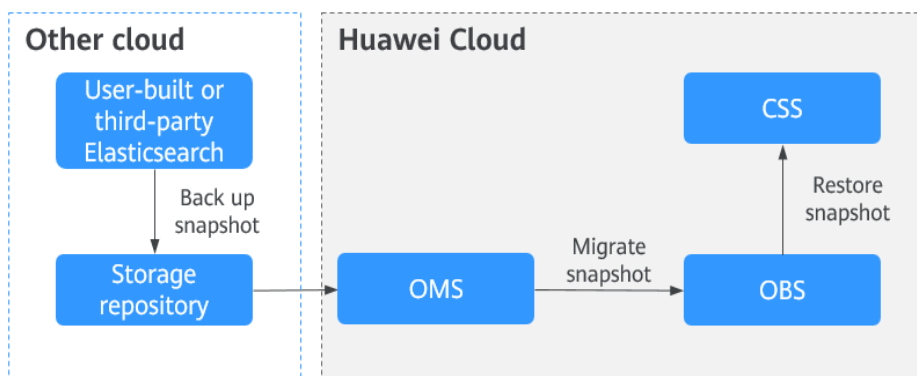 Other cloud
User-built or
third-party
Elasticsearch
Back up
snapshot
Storage
repository
Huawei Cloud
OMS
Migrate
snapshot
OBS
Restore
snapshot
CSS